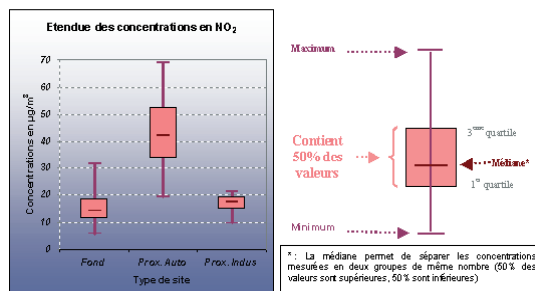 Etendue des concentrations en NO2
Concentrations en µg/m³
70
60
50
40
30
20
10
0
Fond
Prox. Auto
Prox. Indus
Type de site
Maximum
Contient
50% des
valeurs
3ème quartile
Médiane*
1er quartile
Minimum
* : La médiane permet de séparer les concentrations
mesurées en deux groupes de même nombre (50% des
valeurs sont supérieures, 50% sont inférieures)